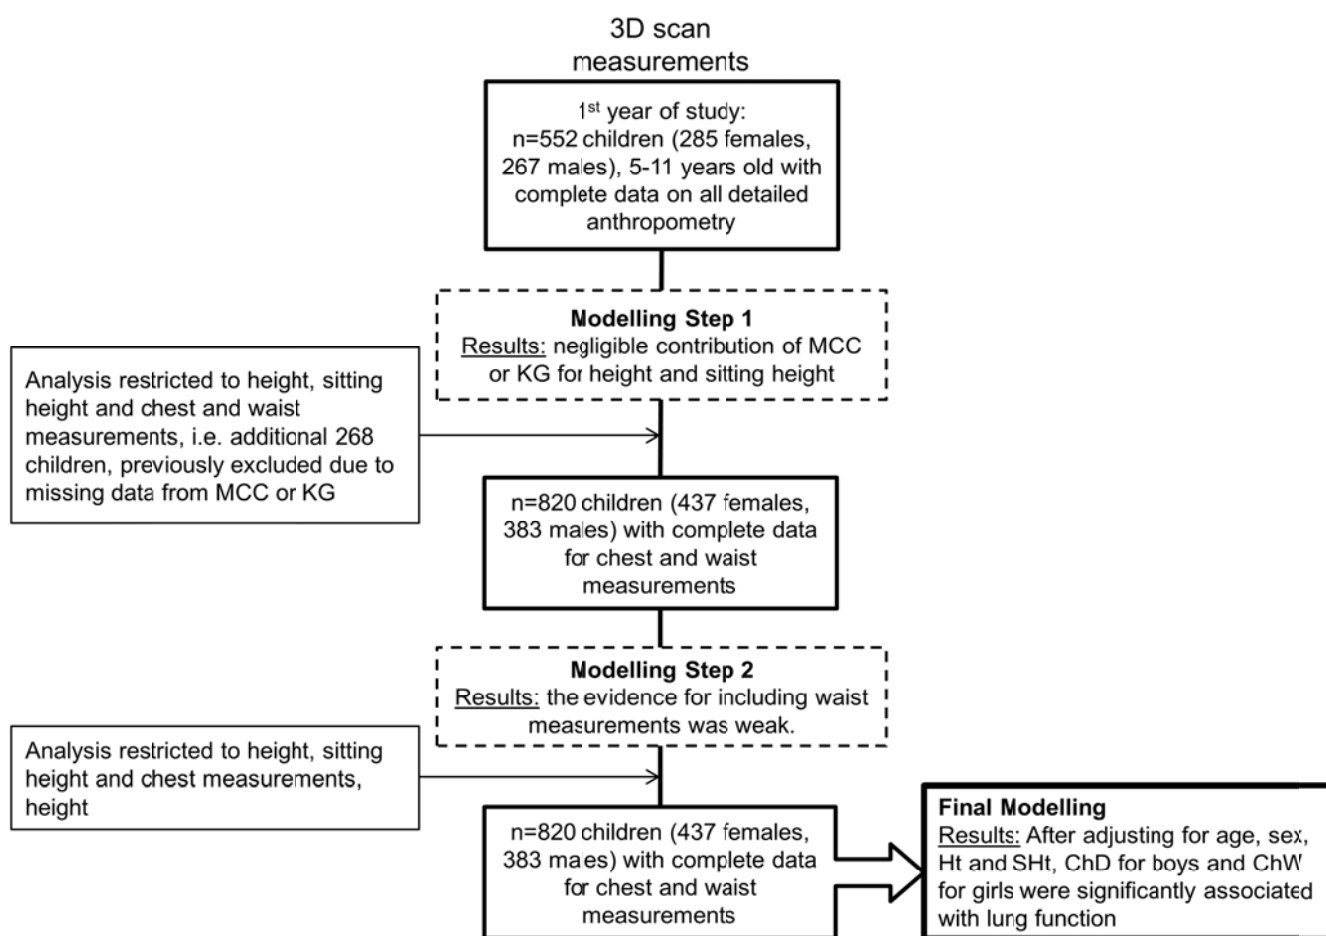 3D scan
measurements
1st year of study:
n=552 children (285 females,
267 males), 5-11 years old with
complete data on all detailed
anthropometry
Modelling Step 1
Results: negligible contribution of MCC
or KG for height and sitting height
Analysis restricted to height, sitting
height and chest and waist
measurements, i.e. additional 268
children, previously excluded due to
missing data from MCC or KG
n=820 children (437 females,
383 males) with complete data
for chest and waist
measurements
Modelling Step 2
Results: the evidence for including waist
measurements was weak.
Analysis restricted to height, sitting
height and chest measurements,
height
n=820 children (437 females,
383 males) with complete data
for chest and waist
measurements
Final Modelling
Results: After adjusting for age, sex,
Ht and SHt, ChD for boys and ChW
for girls were significantly associated
with lung function